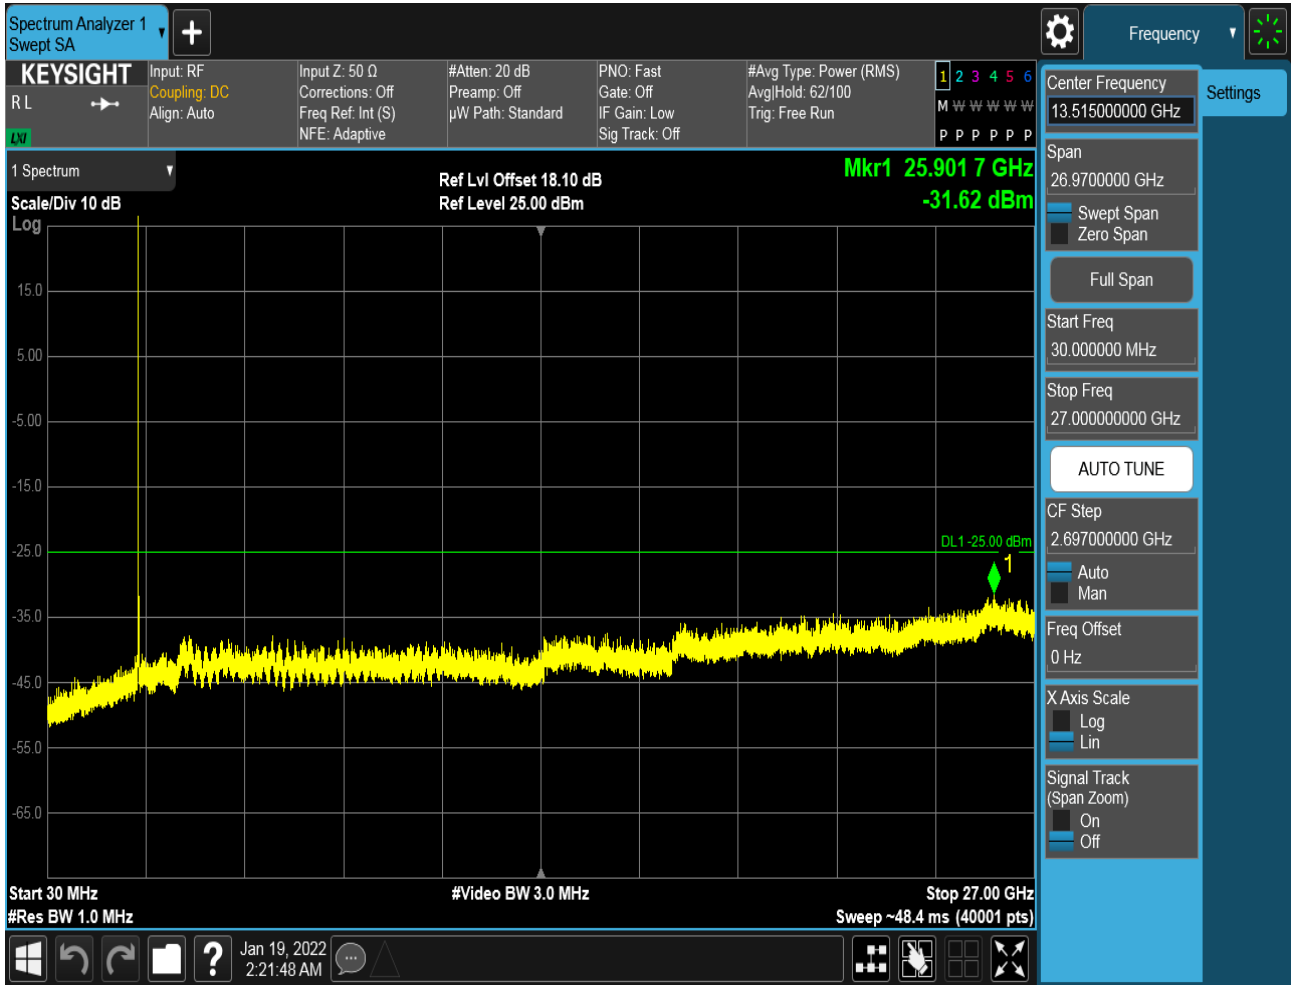 Spectrum Analyzer 1
Swept SA
Frequency
KEYSIGHT
R L
LXI
Input: RF
Coupling: DC
Align: Auto
Input Z: 50 Ω
Corrections: Off
Freq Ref: Int (S)
NFE: Adaptive
#Atten: 20 dB
Preamp: Off
µW Path: Standard
PNO: Fast
Gate: Off
IF Gain: Low
Sig Track: Off
#Avg Type: Power (RMS)
Avg|Hold: 62/100
Trig: Free Run
1 2 3 4 5 6
M W W W W W
P P P P P P
1 Spectrum
Scale/Div 10 dB
Log
Ref Lvl Offset 18.10 dB
Ref Level 25.00 dBm
Mkr1 25.901 7 GHz
-31.62 dBm
15.0
5.00
-5.00
-15.0
-25.0
-35.0
-45.0
-55.0
-65.0
DL1 -25.00 dBm
1
Start 30 MHz
#Res BW 1.0 MHz
#Video BW 3.0 MHz
Stop 27.00 GHz
Sweep ~48.4 ms (40001 pts)
Center Frequency
13.515000000 GHz
Span
26.9700000 GHz
Swept Span
Zero Span
Full Span
Start Freq
30.000000 MHz
Stop Freq
27.000000000 GHz
AUTO TUNE
CF Step
2.697000000 GHz
Auto
Man
Freq Offset
0 Hz
X Axis Scale
Log
Lin
Signal Track
(Span Zoom)
On
Off
Settings
?
Jan 19, 2022
2:21:48 AM